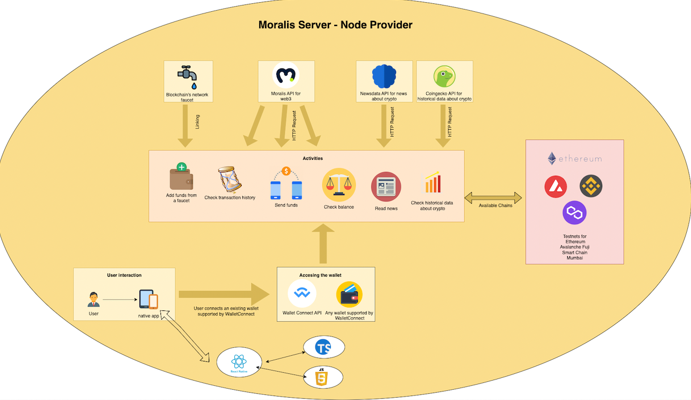 Moralis Server - Node Provider
Blockchain's network
faucet
Moralis API for
web3
Newsdata API for news
about crypto
Coingecko API for
historical data about crypto
Linking
HTTP Request
HTTP Request
HTTP Request
Activities
Add funds from
a faucet
Check transaction history
Send funds
Check balance
Read news
Check historical data
about crypto
Available Chains
ethereum
Testnets for
Ethereum
Avalanche Fuji
Smart Chain
Mumbai
User Interaction
User
native app
User connects an existing wallet
supported by WalletConnect
Accesing the wallet
Wallet Connect API
Any wallet supported by
WalletConnect
React Native
TS
JS